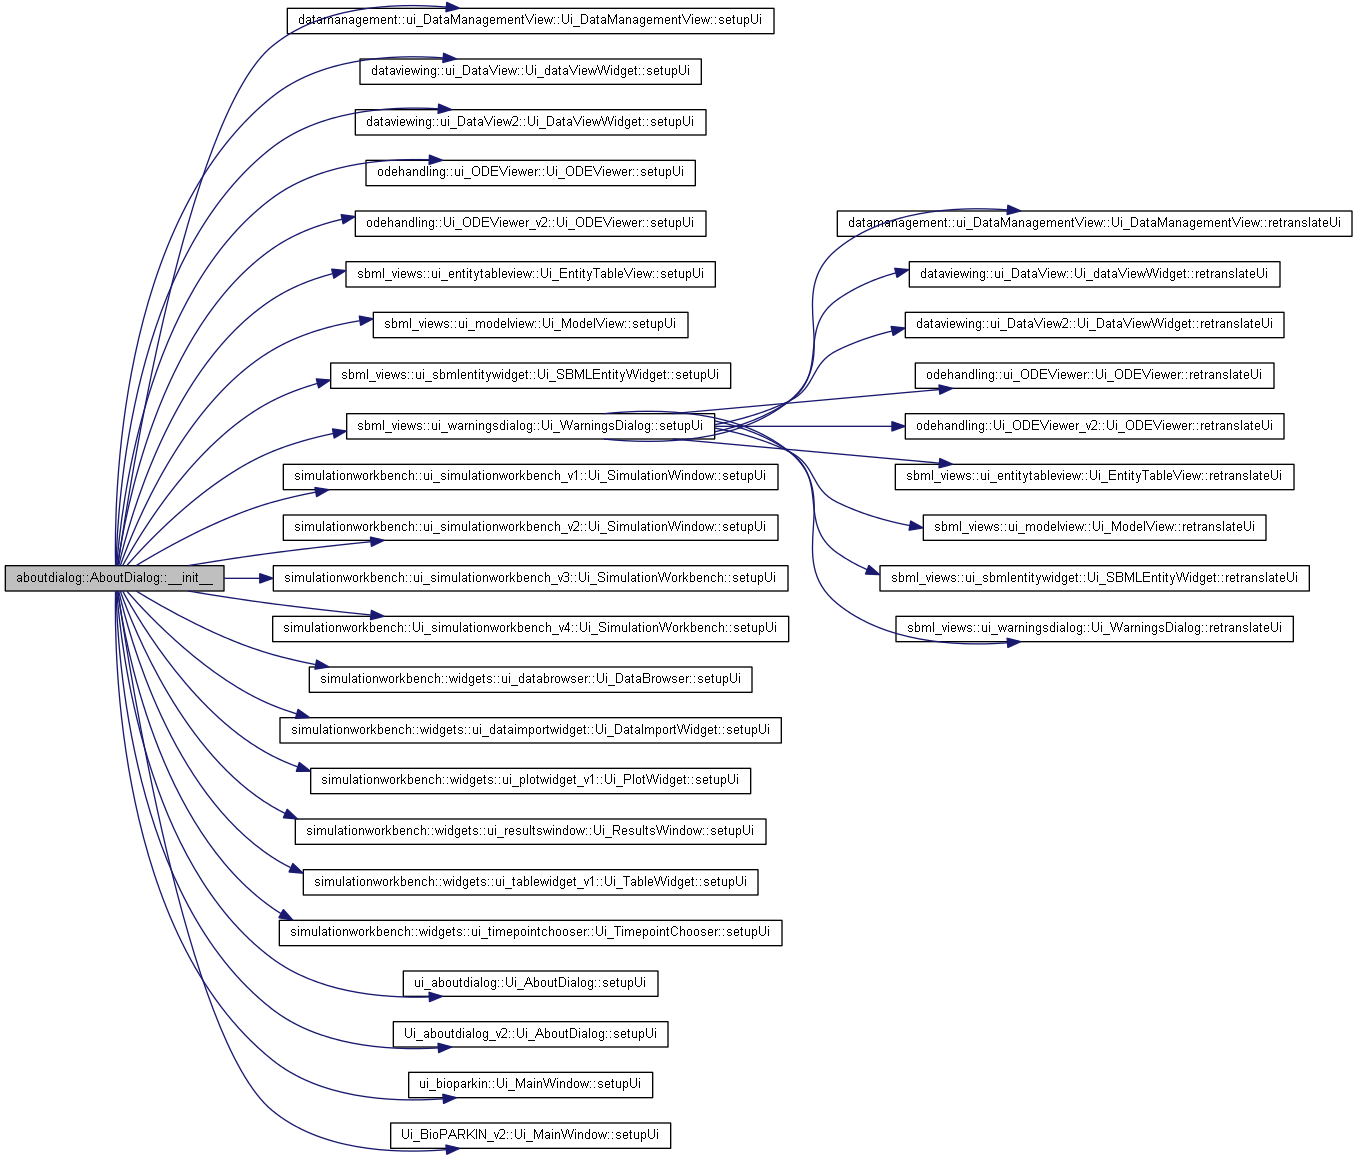 datamanagement::ui_DataManagementView::Ui_DataManagementView::setupUi
dataviewing::ui_DataView::Ui_dataViewWidget::setupUi
dataviewing::ui_DataView2::Ui_DataViewWidget::setupUi
odehandling::ui_ODEViewer::Ui_ODEViewer::setupUi
odehandling::Ui_ODEViewer_v2::Ui_ODEViewer::setupUi
sbml_views::ui_entitytableview::Ui_EntityTableView::setupUi
sbml_views::ui_modelview::Ui_ModelView::setupUi
sbml_views::ui_sbmlentitywidget::Ui_SBMLEntityWidget::setupUi
sbml_views::ui_warningsdialog::Ui_WarningsDialog::setupUi
simulationworkbench::ui_simulationworkbench_v1::Ui_SimulationWindow::setupUi
simulationworkbench::ui_simulationworkbench_v2::Ui_SimulationWindow::setupUi
aboutdialog::AboutDialog::__init__
simulationworkbench::ui_simulationworkbench_v3::Ui_SimulationWorkbench::setupUi
simulationworkbench::Ui_simulationworkbench_v4::Ui_SimulationWorkbench::setupUi
simulationworkbench::widgets::ui_databrowser::Ui_DataBrowser::setupUi
simulationworkbench::widgets::ui_dataimportwidget::Ui_DataImportWidget::setupUi
simulationworkbench::widgets::ui_plotwidget_v1::Ui_PlotWidget::setupUi
simulationworkbench::widgets::ui_resultswindow::Ui_ResultsWindow::setupUi
simulationworkbench::widgets::ui_tablewidget_v1::Ui_TableWidget::setupUi
simulationworkbench::widgets::ui_timepointchooser::Ui_TimepointChooser::setupUi
ui_aboutdialog::Ui_AboutDialog::setupUi
Ui_aboutdialog_v2::Ui_AboutDialog::setupUi
ui_bioparkin::Ui_MainWindow::setupUi
Ui_BioPARKIN_v2::Ui_MainWindow::setupUi
datamanagement::ui_DataManagementView::Ui_DataManagementView::retranslateUi
dataviewing::ui_DataView::Ui_dataViewWidget::retranslateUi
dataviewing::ui_DataView2::Ui_DataViewWidget::retranslateUi
odehandling::ui_ODEViewer::Ui_ODEViewer::retranslateUi
odehandling::Ui_ODEViewer_v2::Ui_ODEViewer::retranslateUi
sbml_views::ui_entitytableview::Ui_EntityTableView::retranslateUi
sbml_views::ui_modelview::Ui_ModelView::retranslateUi
sbml_views::ui_sbmlentitywidget::Ui_SBMLEntityWidget::retranslateUi
sbml_views::ui_warningsdialog::Ui_WarningsDialog::retranslateUi